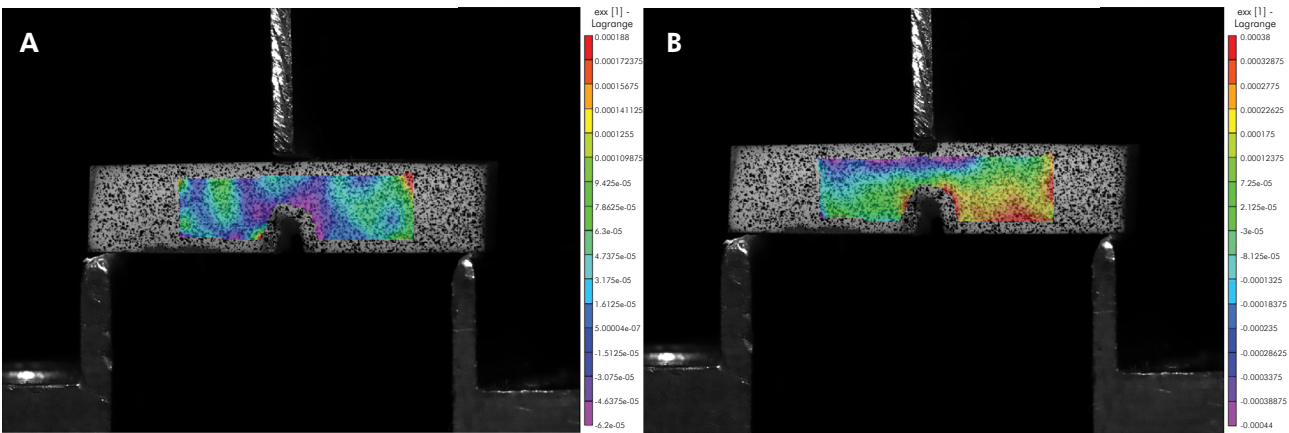 A
exx [1] -
Lagrange
0.000188
0.000172375
0.00015675
0.000141125
0.0001255
0.000109875
9.425e-05
7.8625e-05
6.3e-05
4.7375e-05
3.175e-05
1.6125e-05
5.00004e-07
-1.5125e-05
-3.075e-05
-4.6375e-05
-6.2e-05
B
exx [1] -
Lagrange
0.00038
0.00032875
0.0002775
0.00022625
0.000175
0.00012375
7.25e-05
2.125e-05
-3e-05
-8.125e-05
-0.0001325
-0.00018375
-0.000235
-0.00028625
-0.0003375
-0.00038875
-0.00044